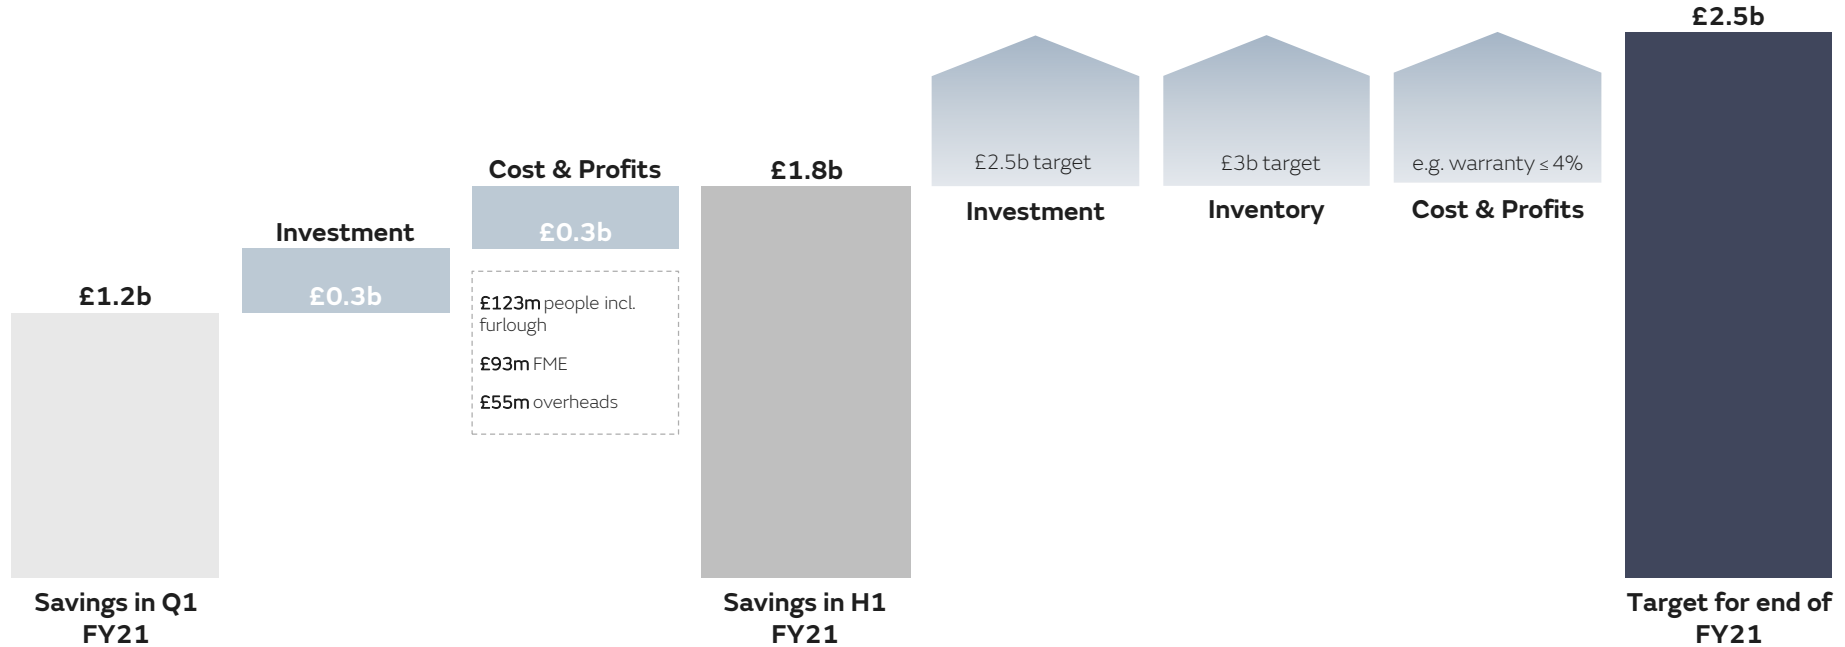 £1.2b
Savings in Q1
FY21
Investment
£0.3b
Cost & Profits
£0.3b
£123m people incl.
furlough
£93m FME
£55m overheads
£1.8b
Savings in H1
FY21
£2.5b target
Investment
£3b target
Inventory
e.g. warranty ≤ 4%
Cost & Profits
£2.5b
Target for end of
FY21